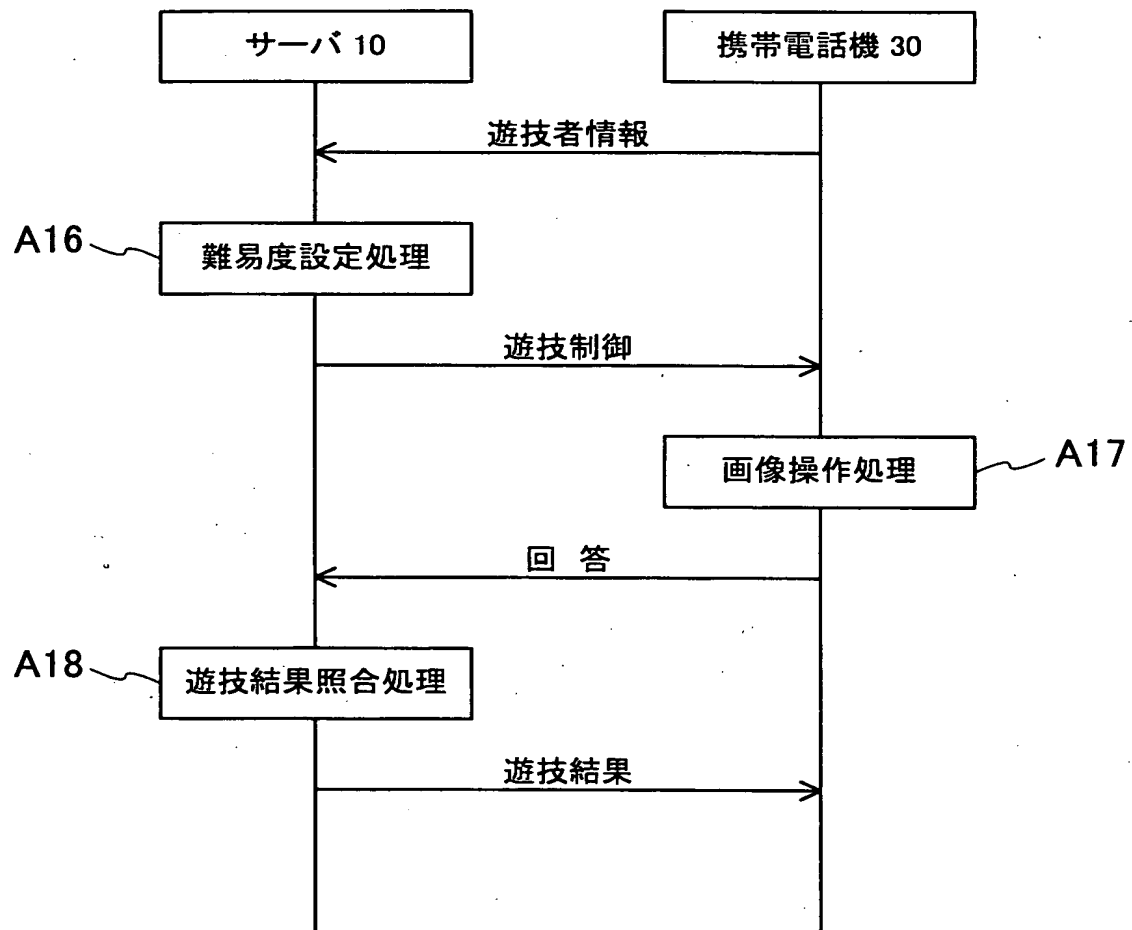 サーバ 10
携帯電話機 30
遊技者情報
A16
難易度設定処理
遊技制御
画像操作処理
A17
回 答
A18
遊技結果照合処理
遊技結果